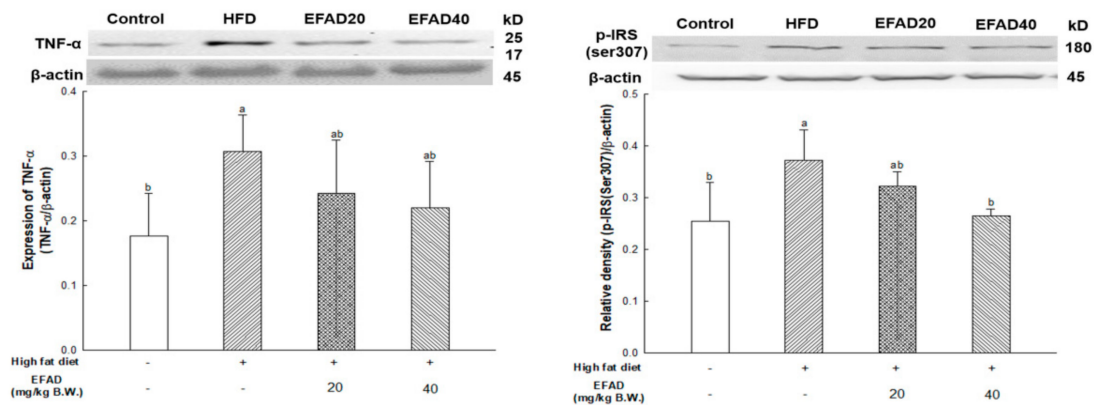 Control HFD EFAD20 EFAD40 kD
TNF-α 25
17
β-actin 45
Expression of TNF-α
(TNF-α/β-actin)
0.4
0.3
0.2
0.1
0.0
b a ab ab
High fat diet - + + +
EFAD
(mg/kg B.W.) - - 20 40
Control HFD EFAD20 EFAD40 kD
p-IRS
(ser307) 180
β-actin 45
Relative density (p-IRS(Ser307)/β-actin)
0.5
0.4
0.3
0.2
0.1
0.0
b a ab b
High fat diet - + + +
EFAD
(mg/kg B.W.) - - 20 40